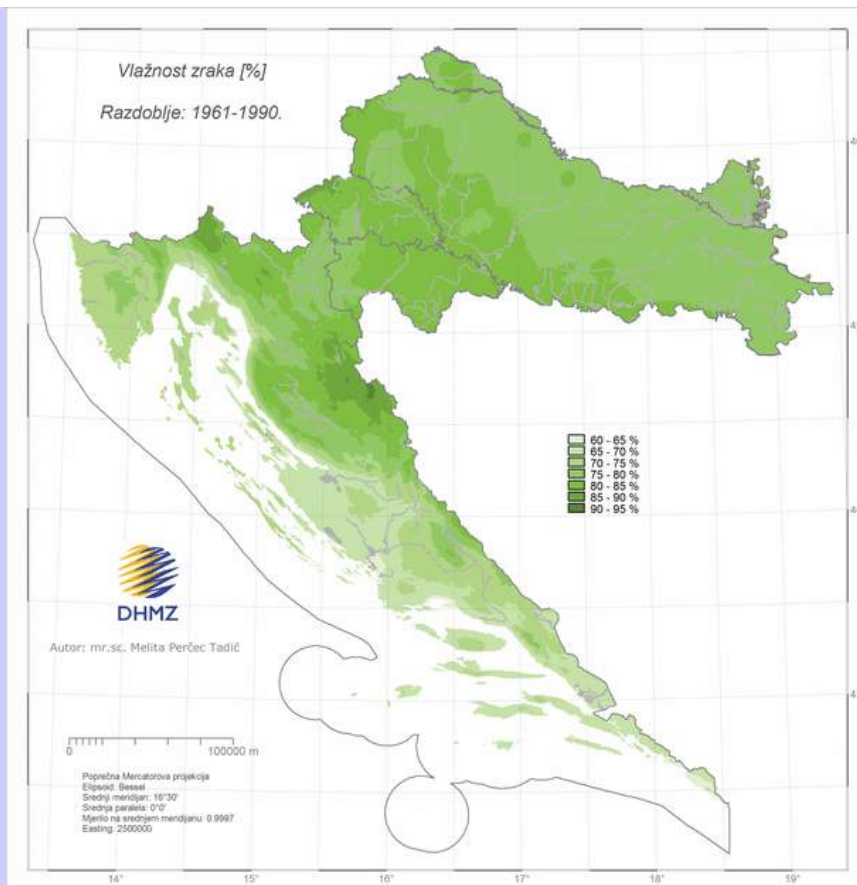 Vlažnost zraka [%]
Razdoblje: 1961-1990.
60 - 65 %
65 - 70 %
70 - 75 %
75 - 80 %
80 - 85 %
85 - 90 %
90 - 95 %
DHMZ
Autor: mr.sc. Melita Perčec Tadić
0 100000 m
Poprečna Mercatorova projekcija
Elipsoid: Bessel
Srednji meridijan: 16°30'
Srednja paralela: 0°0'
Mjerilo na srednjem meridijanu: 0.9997
Easting: 2500000
14° 15° 16° 17° 18° 19°